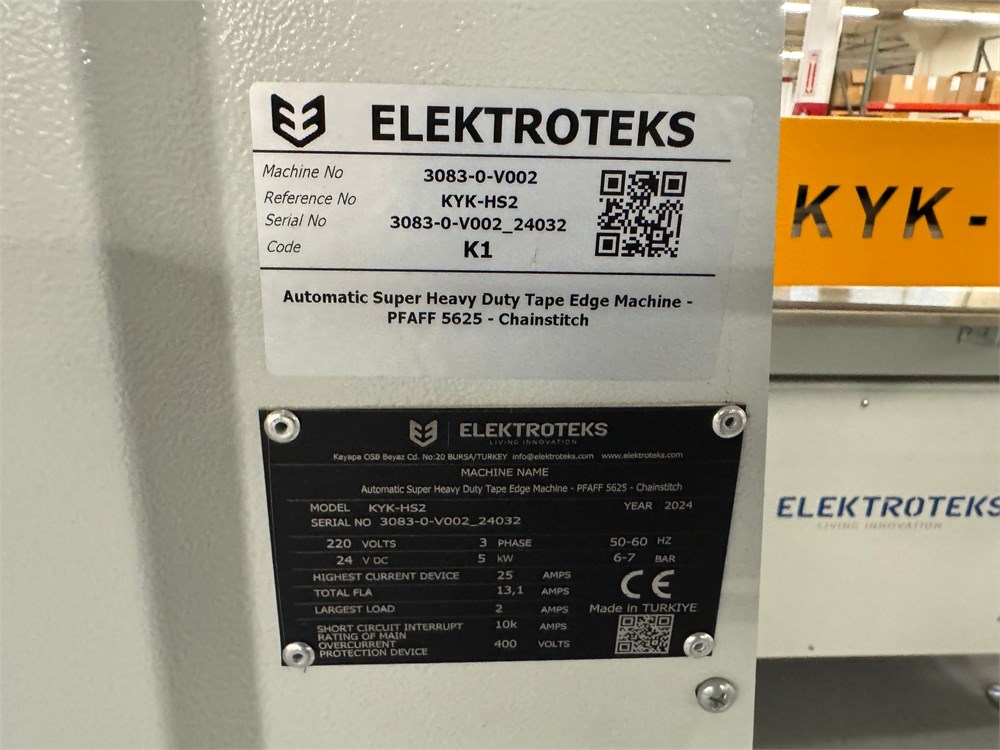 ELEKTROTEKS
Machine No 3083-0-V002
Reference No KYK-HS2
Serial No 3083-0-V002_24032
Code K1
Automatic Super Heavy Duty Tape Edge Machine -
PFAFF 5625 - Chainstitch
ELEKTROTEKS
LIVING INNOVATION
Kayapa OSB Beyaz Cd. No:20 BURSA/TURKEY info@elektroteks.com www.elektroteks.com
MACHINE NAME
Automatic Super Heavy Duty Tape Edge Machine - PFAFF 5625 - Chainstitch
MODEL KYK-HS2 YEAR 2024
SERIAL NO 3083-0-V002_24032
220 VOLTS 3 PHASE 50-60 HZ
24 V DC 5 kW 6-7 BAR
HIGHEST CURRENT DEVICE 25 AMPS
TOTAL FLA 13,1 AMPS
CE
LARGEST LOAD 2 AMPS
Made in TURKIYE
SHORT CIRCUIT INTERRUPT 10k AMPS
RATING OF MAIN
OVERCURRENT 400 VOLTS
PROTECTION DEVICE
KYK-
ELEKTROTEKS
LIVING INNOVATION